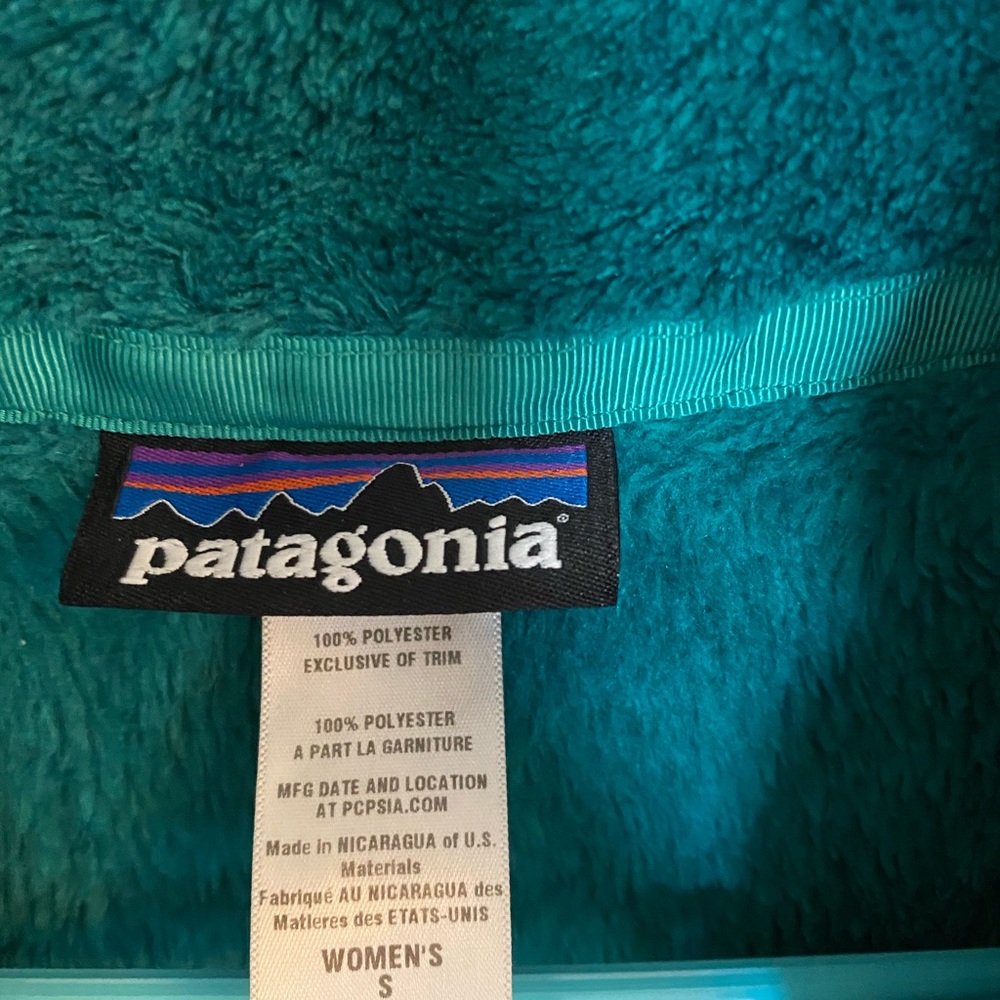 patagonia®
100% POLYESTER
EXCLUSIVE OF TRIM
100% POLYESTER
A PART LA GARNITURE
MFG DATE AND LOCATION
AT PCPSIA.COM
Made in NICARAGUA of U.S.
Materials
Fabriqué AU NICARAGUA des
Matieres des ETATS-UNIS
WOMEN'S
S